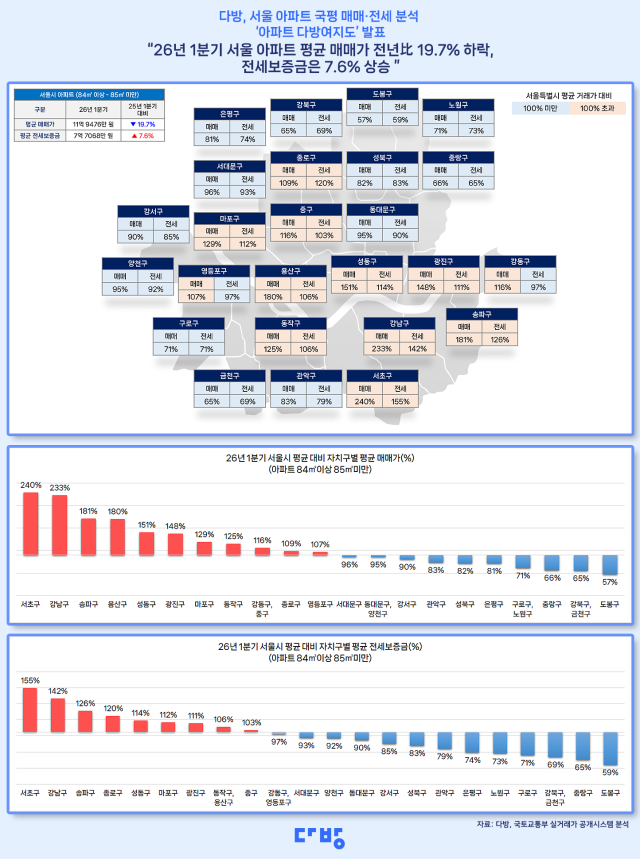 다방, 서울 아파트 국평 매매·전세 분석
‘아파트 다방여지도’ 발표
“26년 1분기 서울 아파트 평균 매매가 전년比 19.7% 하락,
전세보증금은 7.6% 상승 ”
서울시 아파트 (84㎡ 이상 ~ 85㎡ 미만)
구분 26년 1분기 25년 1분기 대비
평균 매매가 11억 9476만 원 ▼ 19.7%
평균 전세보증금 7억 7068만 원 ▲ 7.6%
서울특별시 평균 거래가 대비
100% 미만 100% 초과
도봉구
매매 전세
57% 59%
강북구
매매 전세
65% 69%
노원구
매매 전세
71% 73%
은평구
매매 전세
81% 74%
종로구
매매 전세
109% 120%
성북구
매매 전세
82% 83%
중랑구
매매 전세
66% 65%
서대문구
매매 전세
96% 93%
강서구
매매 전세
90% 85%
마포구
매매 전세
129% 112%
중구
매매 전세
116% 103%
동대문구
매매 전세
95% 90%
양천구
매매 전세
95% 92%
영등포구
매매 전세
107% 97%
용산구
매매 전세
180% 106%
성동구
매매 전세
151% 114%
광진구
매매 전세
148% 111%
강동구
매매 전세
116% 97%
구로구
매매 전세
71% 71%
동작구
매매 전세
125% 106%
강남구
매매 전세
233% 142%
송파구
매매 전세
181% 126%
금천구
매매 전세
65% 69%
관악구
매매 전세
83% 79%
서초구
매매 전세
240% 155%
26년 1분기 서울시 평균 대비 자치구별 평균 매매가(%)
(아파트 84㎡이상 85㎡미만)
240% 233% 181% 180% 151% 148% 129% 125% 116% 109% 107%
96% 95% 90% 83% 82% 81% 71% 66% 65% 57%
서초구 강남구 송파구 용산구 성동구 광진구 마포구 동작구 강동구, 종로구 영등포구 서대문구 동대문구, 강서구 관악구 성북구 은평구 구로구, 중랑구 강북구, 도봉구
중구 양천구 노원구 금천구
26년 1분기 서울시 평균 대비 자치구별 평균 전세보증금(%)
(아파트 84㎡이상 85㎡미만)
155% 142% 126% 120% 114% 112% 111% 106% 103%
97% 93% 92% 90% 85% 83% 79% 74% 73% 71% 69% 65% 59%
서초구 강남구 송파구 종로구 성동구 마포구 광진구 동작구, 중구 강동구, 서대문구 양천구 동대문구 강서구 성북구 관악구 은평구 노원구 구로구 강북구, 중랑구 도봉구
용산구 영등포구 금천구
자료: 다방, 국토교통부 실거래가 공개시스템 분석
다방